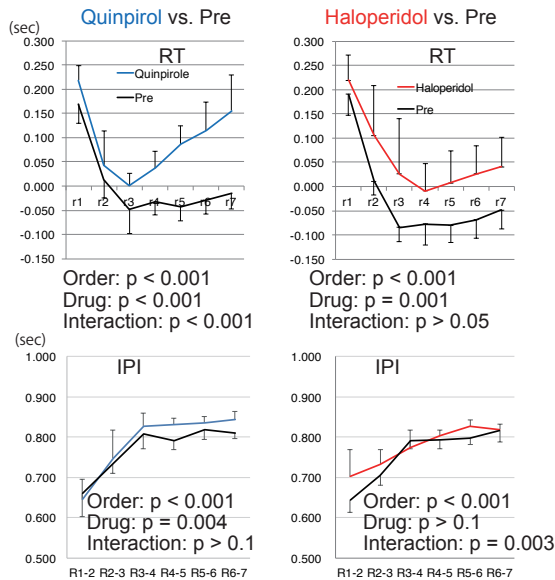 Quinpirol vs. Pre
(sec)
0.300
0.250
0.200
0.150
0.100
0.050
0.000
-0.050
-0.100
-0.150
RT
Quinpirole
Pre
r1 r2 r3 r4 r5 r6 r7
Order: p < 0.001
Drug: p < 0.001
Interaction: p < 0.001
Haloperidol vs. Pre
0.300
0.250
0.200
0.150
0.100
0.050
0.000
-0.050
-0.100
-0.150
RT
Haloperidol
Pre
r1 r2 r3 r4 r5 r6 r7
Order: p < 0.001
Drug: p = 0.001
Interaction: p > 0.05
(sec)
1.000
0.900
0.800
0.700
0.600
0.500
IPI
Order: p < 0.001
Drug: p = 0.004
Interaction: p > 0.1
R1-2 R2-3 R3-4 R4-5 R5-6 R6-7
1.000
0.900
0.800
0.700
0.600
0.500
IPI
Order: p < 0.001
Drug: p > 0.1
Interaction: p = 0.003
R1-2 R2-3 R3-4 R4-5 R5-6 R6-7